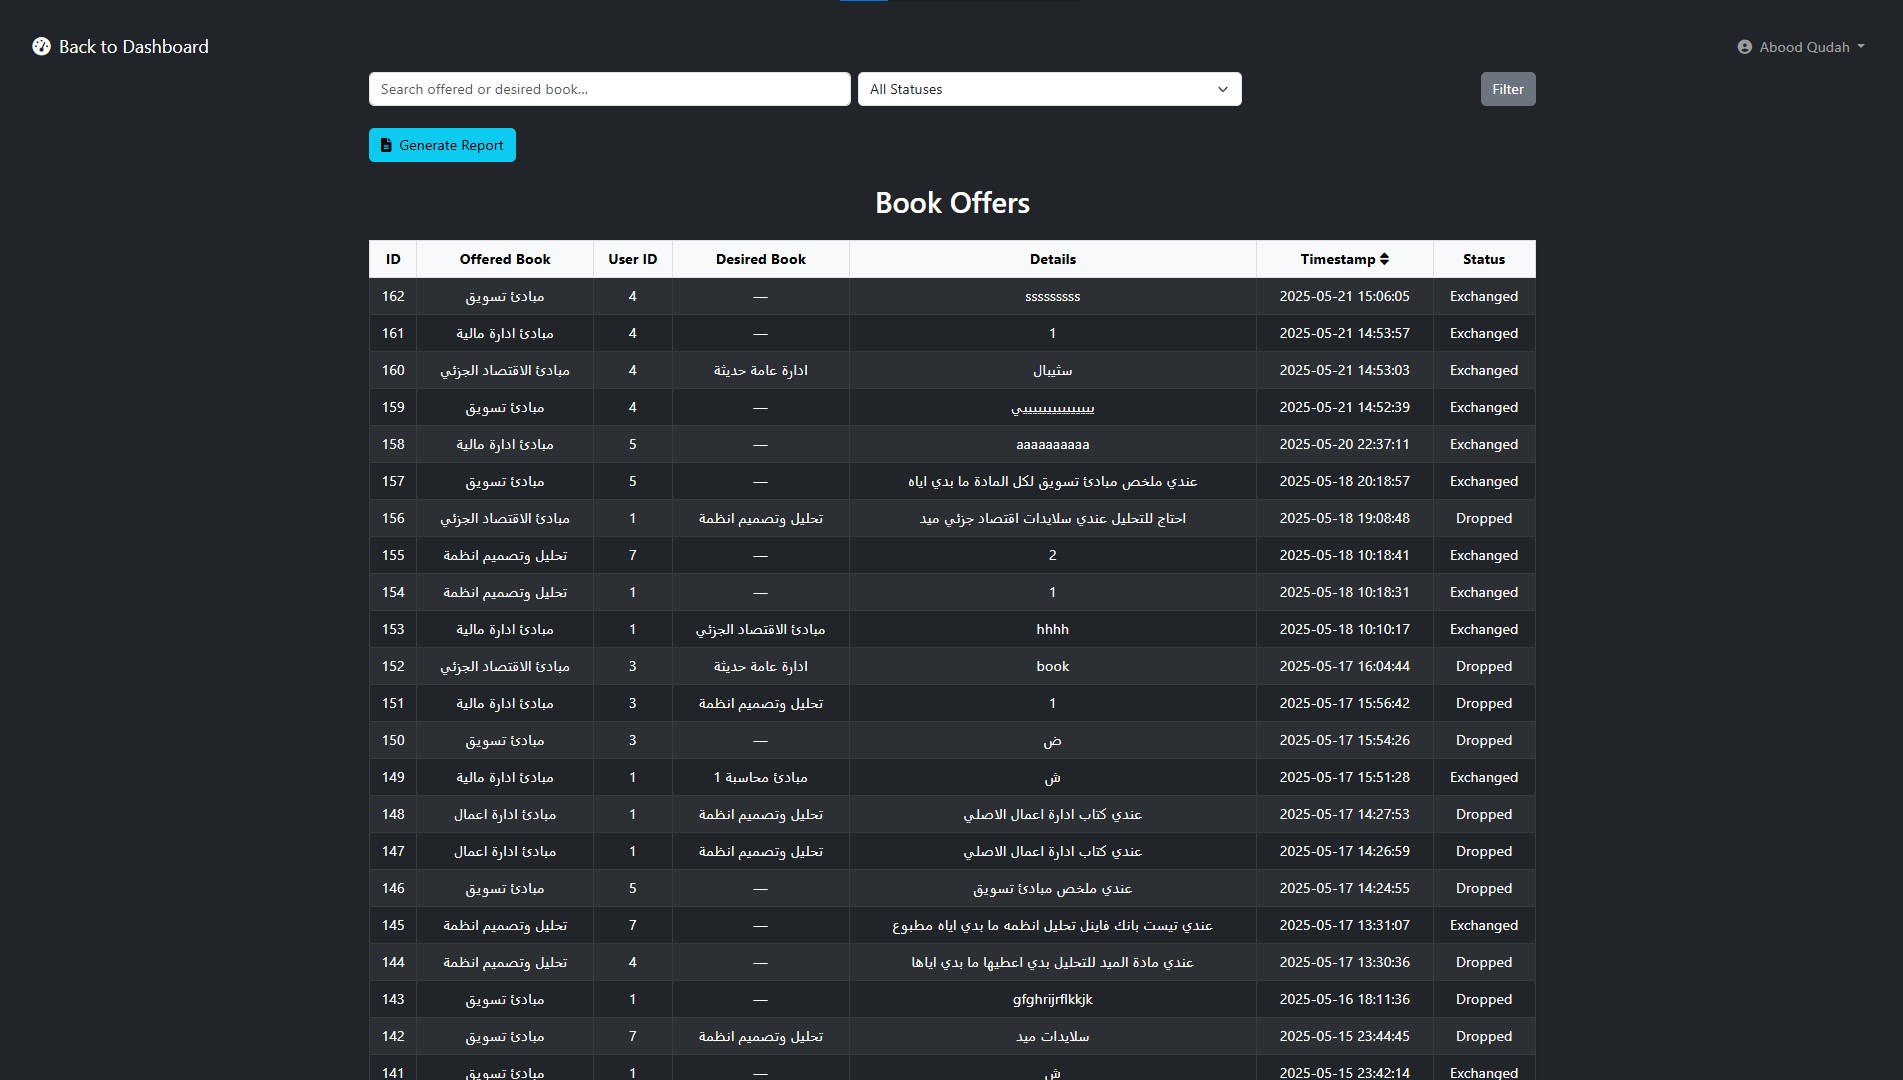 Back to Dashboard
Abood Qudah
Search offered or desired book...
All Statuses
Filter
Generate Report
Book Offers
ID Offered Book User ID Desired Book Details Timestamp Status
162 مبادئ تسويق 4 — sssssssss 2025-05-21 15:06:05 Exchanged
161 مبادئ ادارة مالية 4 — 1 2025-05-21 14:53:57 Exchanged
160 مبادئ الاقتصاد الجزئي 4 ادارة عامة حديثة سئيبال 2025-05-21 14:53:03 Exchanged
159 مبادئ تسويق 4 — 2025-05-21 14:52:39 Exchanged
158 مبادئ ادارة مالية 5 — aaaaaaaaaa 2025-05-20 22:37:11 Exchanged
157 مبادئ تسويق 5 — عندي ملخص مبادئ تسويق لكل المادة ما بدي اياه 2025-05-18 20:18:57 Exchanged
156 مبادئ الاقتصاد الجزئي 1 تحليل وتصميم انظمة احتاج للتحليل عندي سلايدات اقتصاد جزئي ميد 2025-05-18 19:08:48 Dropped
155 تحليل وتصميم انظمة 7 — 2 2025-05-18 10:18:41 Exchanged
154 تحليل وتصميم انظمة 1 — 1 2025-05-18 10:18:31 Exchanged
153 مبادئ ادارة مالية 1 مبادئ الاقتصاد الجزئي hhhh 2025-05-18 10:10:17 Exchanged
152 مبادئ الاقتصاد الجزئي 3 ادارة عامة حديثة book 2025-05-17 16:04:44 Dropped
151 مبادئ ادارة مالية 3 تحليل وتصميم انظمة 1 2025-05-17 15:56:42 Dropped
150 مبادئ تسويق 3 — ض 2025-05-17 15:54:26 Dropped
149 مبادئ ادارة مالية 1 مبادئ محاسبة 1 ش 2025-05-17 15:51:28 Exchanged
148 مبادئ ادارة اعمال 1 تحليل وتصميم انظمة عندي كتاب ادارة اعمال الاصلي 2025-05-17 14:27:53 Dropped
147 مبادئ ادارة اعمال 1 تحليل وتصميم انظمة عندي كتاب ادارة اعمال الاصلي 2025-05-17 14:26:59 Dropped
146 مبادئ تسويق 5 — عندي ملخص مبادئ تسويق 2025-05-17 14:24:55 Dropped
145 تحليل وتصميم انظمة 7 — عندي تيست بانك فاينل تحليل انظمه ما بدي اياه مطبوع 2025-05-17 13:31:07 Exchanged
144 تحليل وتصميم انظمة 4 — عندي مادة الميد للتحليل بدي اعطيها ما بدي اياها 2025-05-17 13:30:36 Dropped
143 مبادئ تسويق 1 — gfghrijrflkkjk 2025-05-16 18:11:36 Dropped
142 مبادئ تسويق 7 تحليل وتصميم انظمة سلايدات ميد 2025-05-15 23:44:45 Dropped
141 مبادئ تسويق 1 — ش 2025-05-15 23:42:14 Exchanged